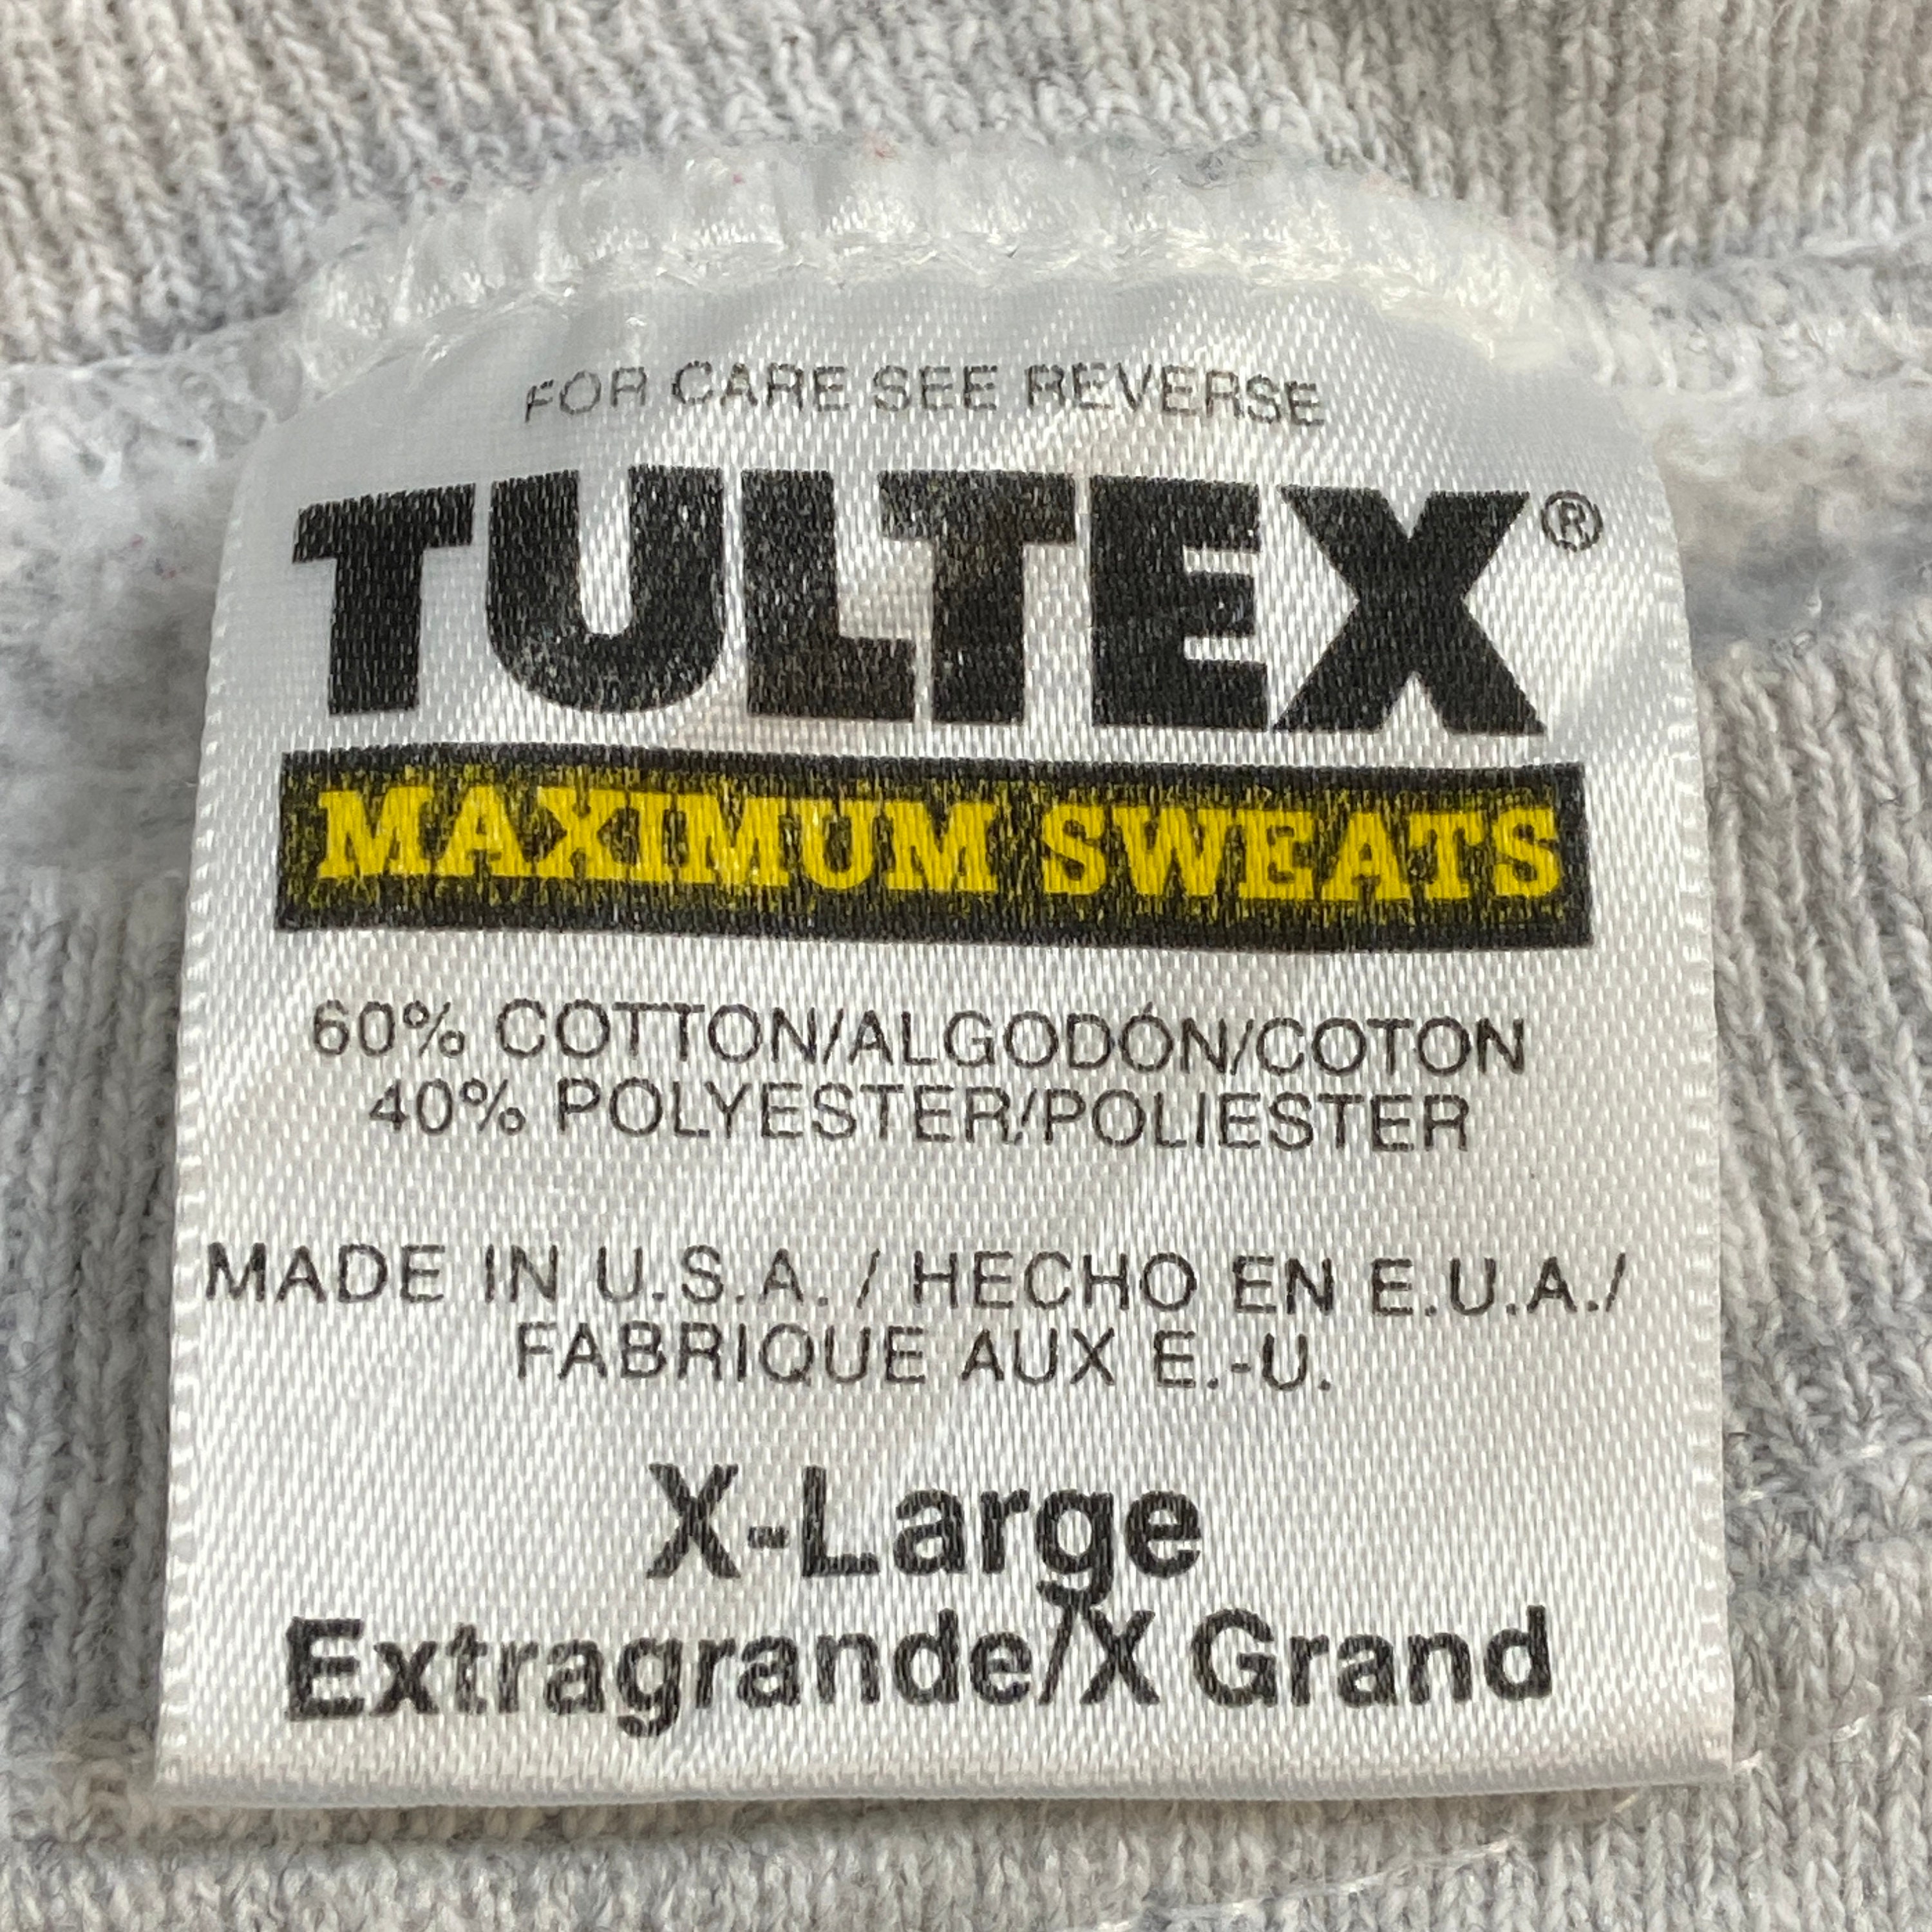 FOR CARE SEE REVERSE
TULTEX®
MAXIMUM SWEATS
60% COTTON/ALGODÓN/COTON
40% POLYESTER/POLIESTER
MADE IN U.S.A. / HECHO EN E.U.A./
FABRIQUE AUX E.-U.
X-Large
Extragrande/X Grand